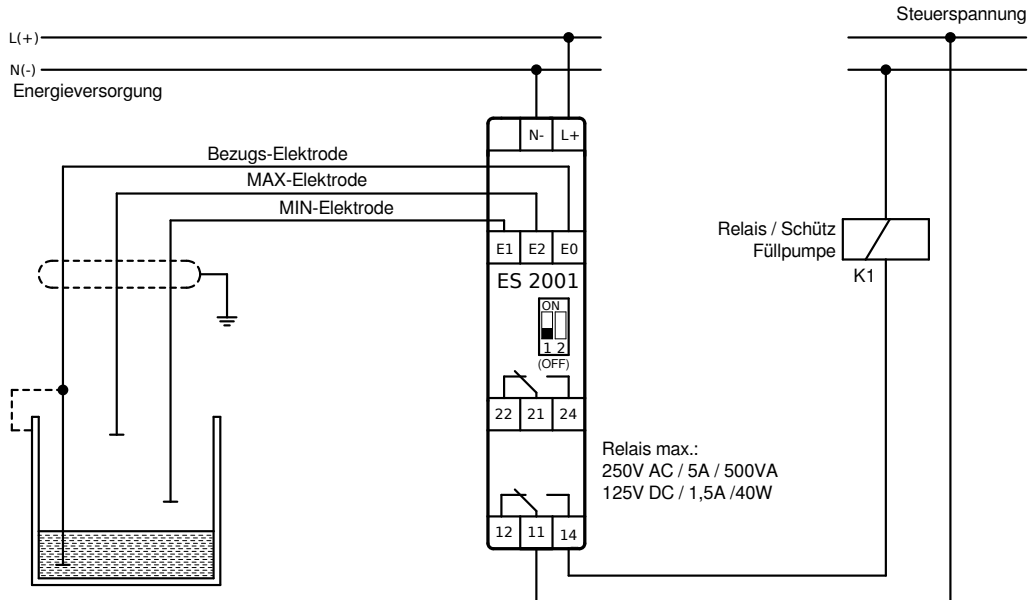 Steuerspannung
L(+)
N(-)
Energieversorgung
N- L+
Bezugs-Elektrode
MAX-Elektrode
MIN-Elektrode
E1 E2 E0
Relais / Schütz
Füllpumpe
K1
ES 2001
ON
1 2
(OFF)
22 21 24
Relais max.:
250V AC / 5A / 500VA
125V DC / 1,5A /40W
12 11 14